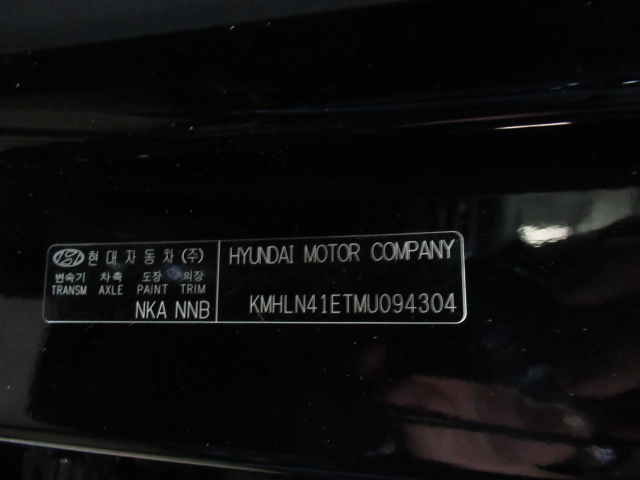 현대자동차(주)
변속기 차축 도장 의장
TRANSM AXLE PAINT TRIM
NKA NNB
HYUNDAI MOTOR COMPANY
KMHLN41ETMU094304